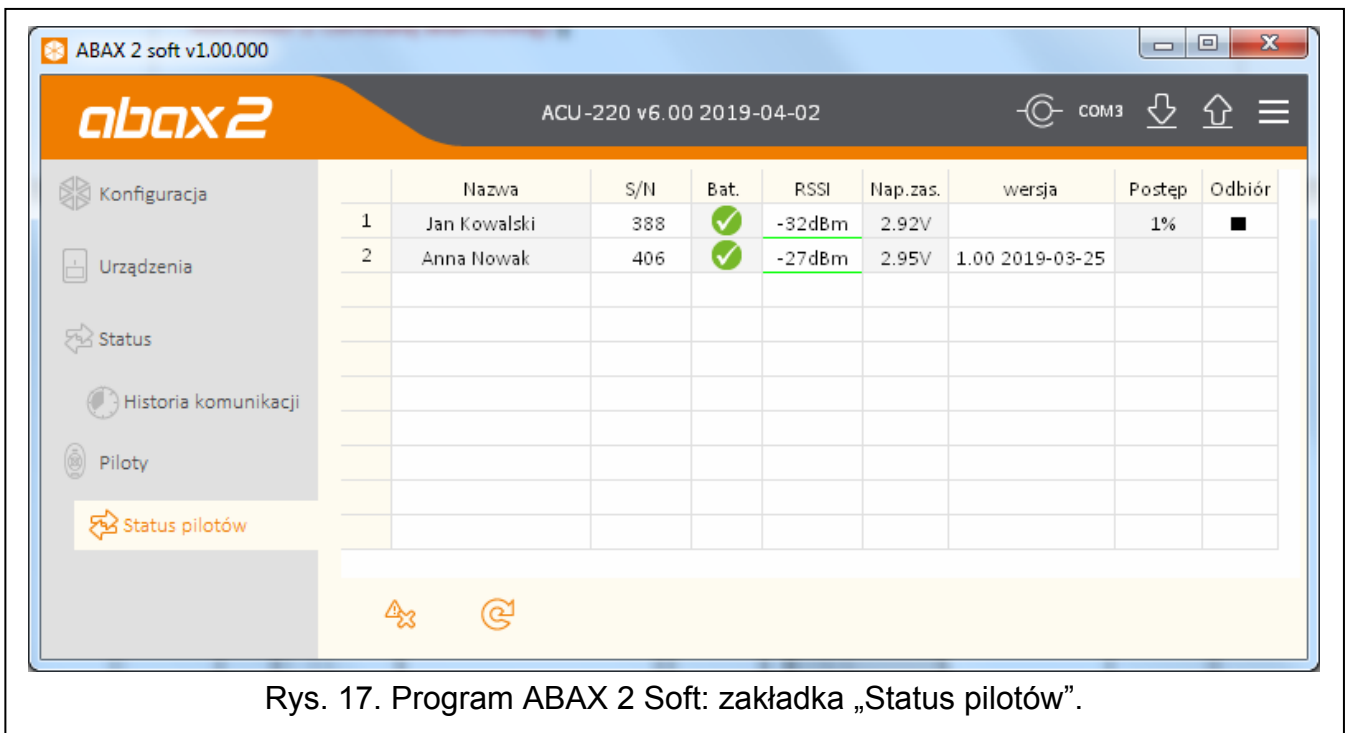 ABAX 2 soft v1.00.000
abax2
ACU-220 v6.00 2019-04-02
COM3
Konfiguracja
Urządzenia
Status
Historia komunikacji
Piloty
Status pilotów
Nazwa S/N Bat. RSSI Nap.zas. wersja Postęp Odbiór
1 Jan Kowalski 388 -32dBm 2.92V 1% ■
2 Anna Nowak 406 -27dBm 2.95V 1.00 2019-03-25
Rys. 17. Program ABAX 2 Soft: zakładka „Status pilotów”.